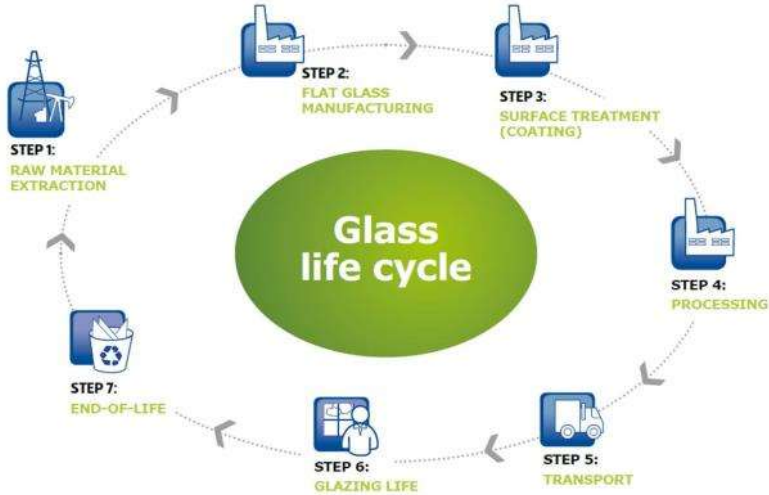 STEP 1:
RAW MATERIAL
EXTRACTION
STEP 2:
FLAT GLASS
MANUFACTURING
STEP 3:
SURFACE TREATMENT
(COATING)
STEP 4:
PROCESSING
STEP 5:
TRANSPORT
STEP 6:
GLAZING LIFE
STEP 7:
END-OF-LIFE
Glass
life cycle